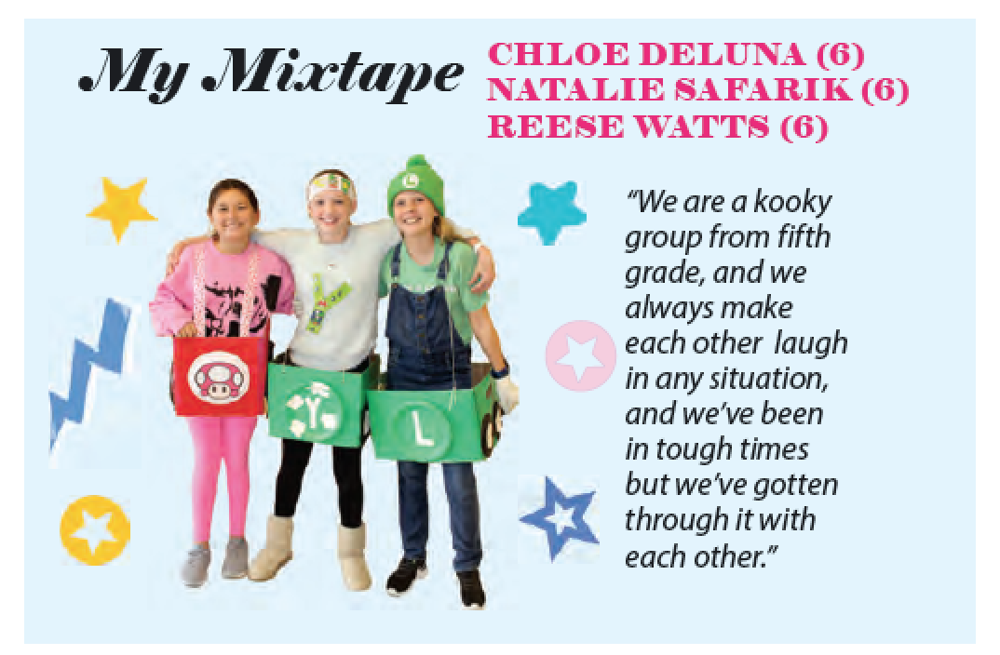 My Mixtape
CHLOE DELUNA (6)
NATALIE SAFARIK (6)
REESE WATTS (6)
L
Y
Y
L
“We are a kooky
group from fifth
grade, and we
always make
each other laugh
in any situation,
and we’ve been
in tough times
but we’ve gotten
through it with
each other.”